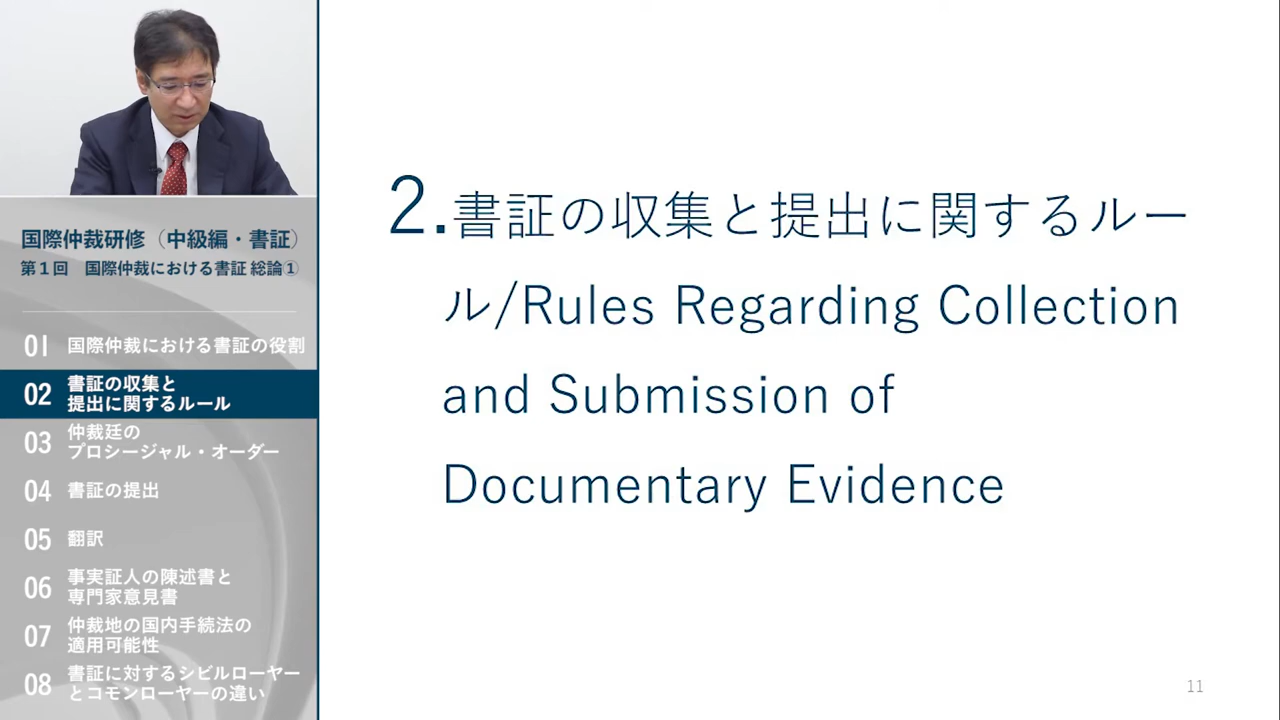 国際仲裁研修（中級編・書証）
第１回　国際仲裁における書証 総論①
01 国際仲裁における書証の役割
02 書証の収集と
提出に関するルール
03 仲裁廷の
プロシージャル・オーダー
04 書証の提出
05 翻訳
06 事実証人の陳述書と
専門家意見書
07 仲裁地の国内手続法の
適用可能性
08 書証に対するシビルローヤー
とコモンローヤーの違い
2.書証の収集と提出に関するルー
ル/Rules Regarding Collection
and Submission of
Documentary Evidence
11